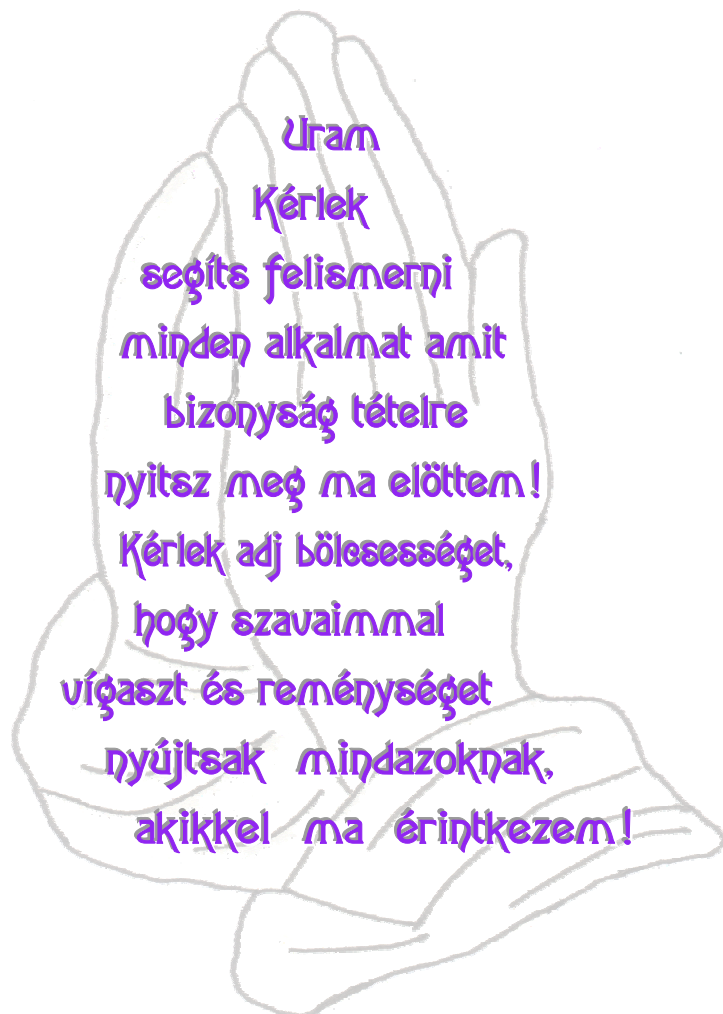 Uram
Kérlek
segíts felismerni
minden alkalmat amit
bizonyság tételre
nyitsz meg ma elöttem!
Kérlek adj bölcsességet,
hogy szavaimmal
vígaszt és reménységet
nyújtsak mindazoknak,
akikkel ma érintkezem!